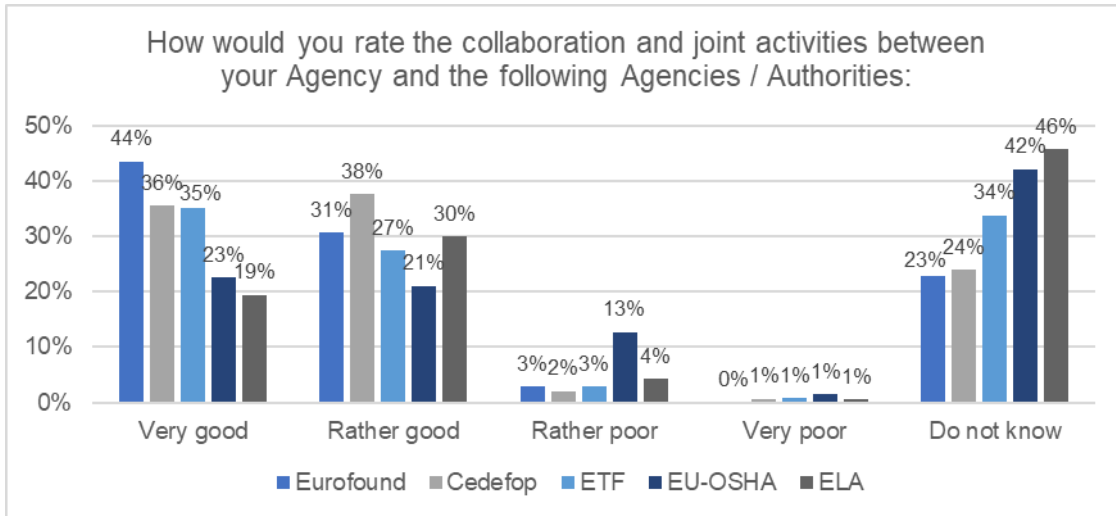 How would you rate the collaboration and joint activities between
your Agency and the following Agencies / Authorities:
50%
40%
30%
20%
10%
0%
44%
36%
35%
23%
19%
31%
38%
27%
21%
30%
3%
2%
3%
13%
4%
0%
1%
1%
1%
1%
23%
24%
34%
42%
46%
Very good
Rather good
Rather poor
Very poor
Do not know
Eurofound
Cedefop
ETF
EU-OSHA
ELA